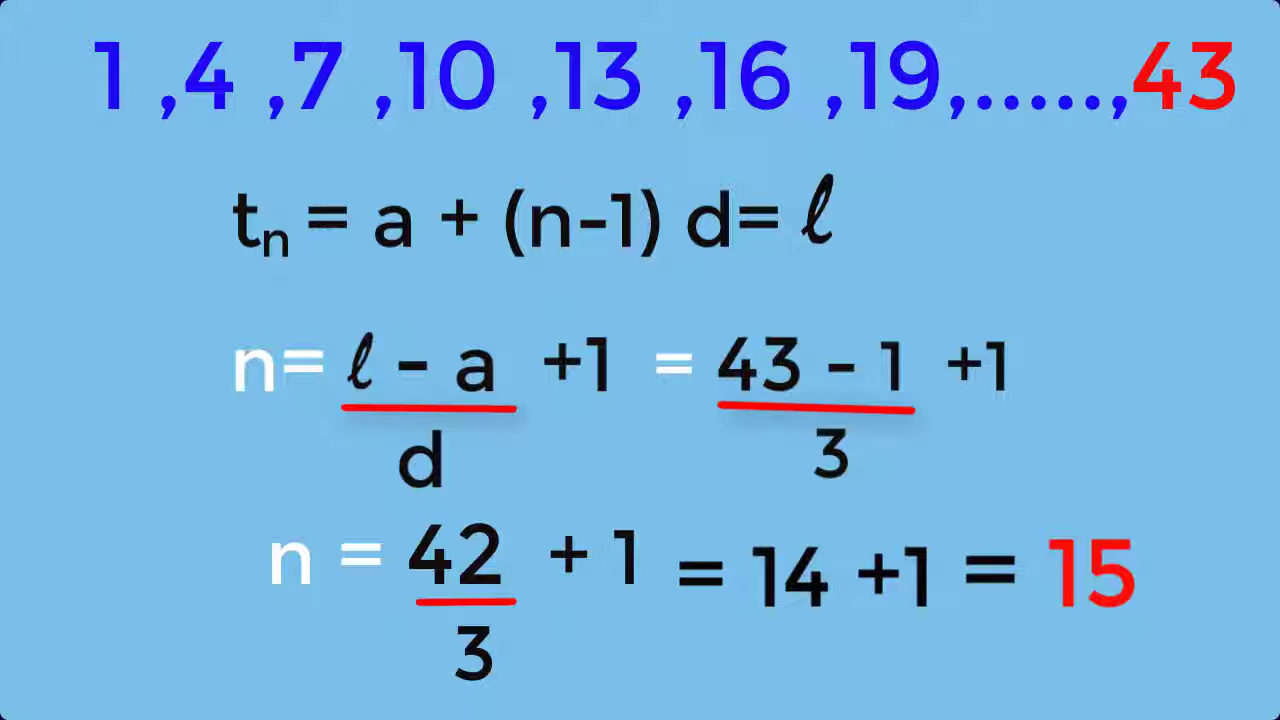 1 ,4 ,7 ,10 ,13 ,16 ,19,.....,43
tn = a + (n-1) d= ℓ
n= ℓ - a +1 = 43 - 1 +1
d 3
n = 42 + 1 = 14 +1 = 15
3